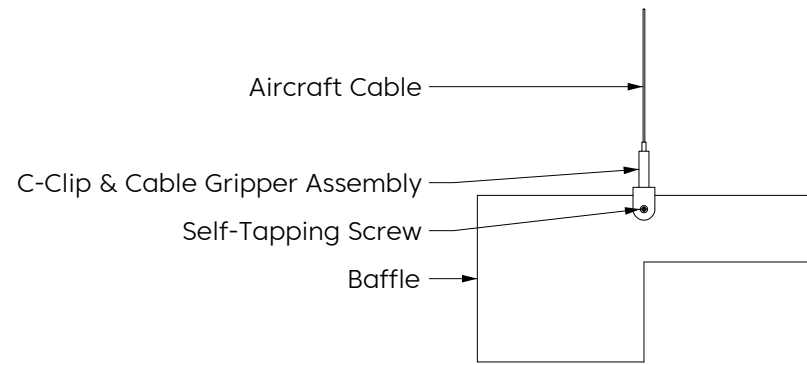 Aircraft Cable
C-Clip & Cable Gripper Assembly
Self-Tapping Screw
Baffle